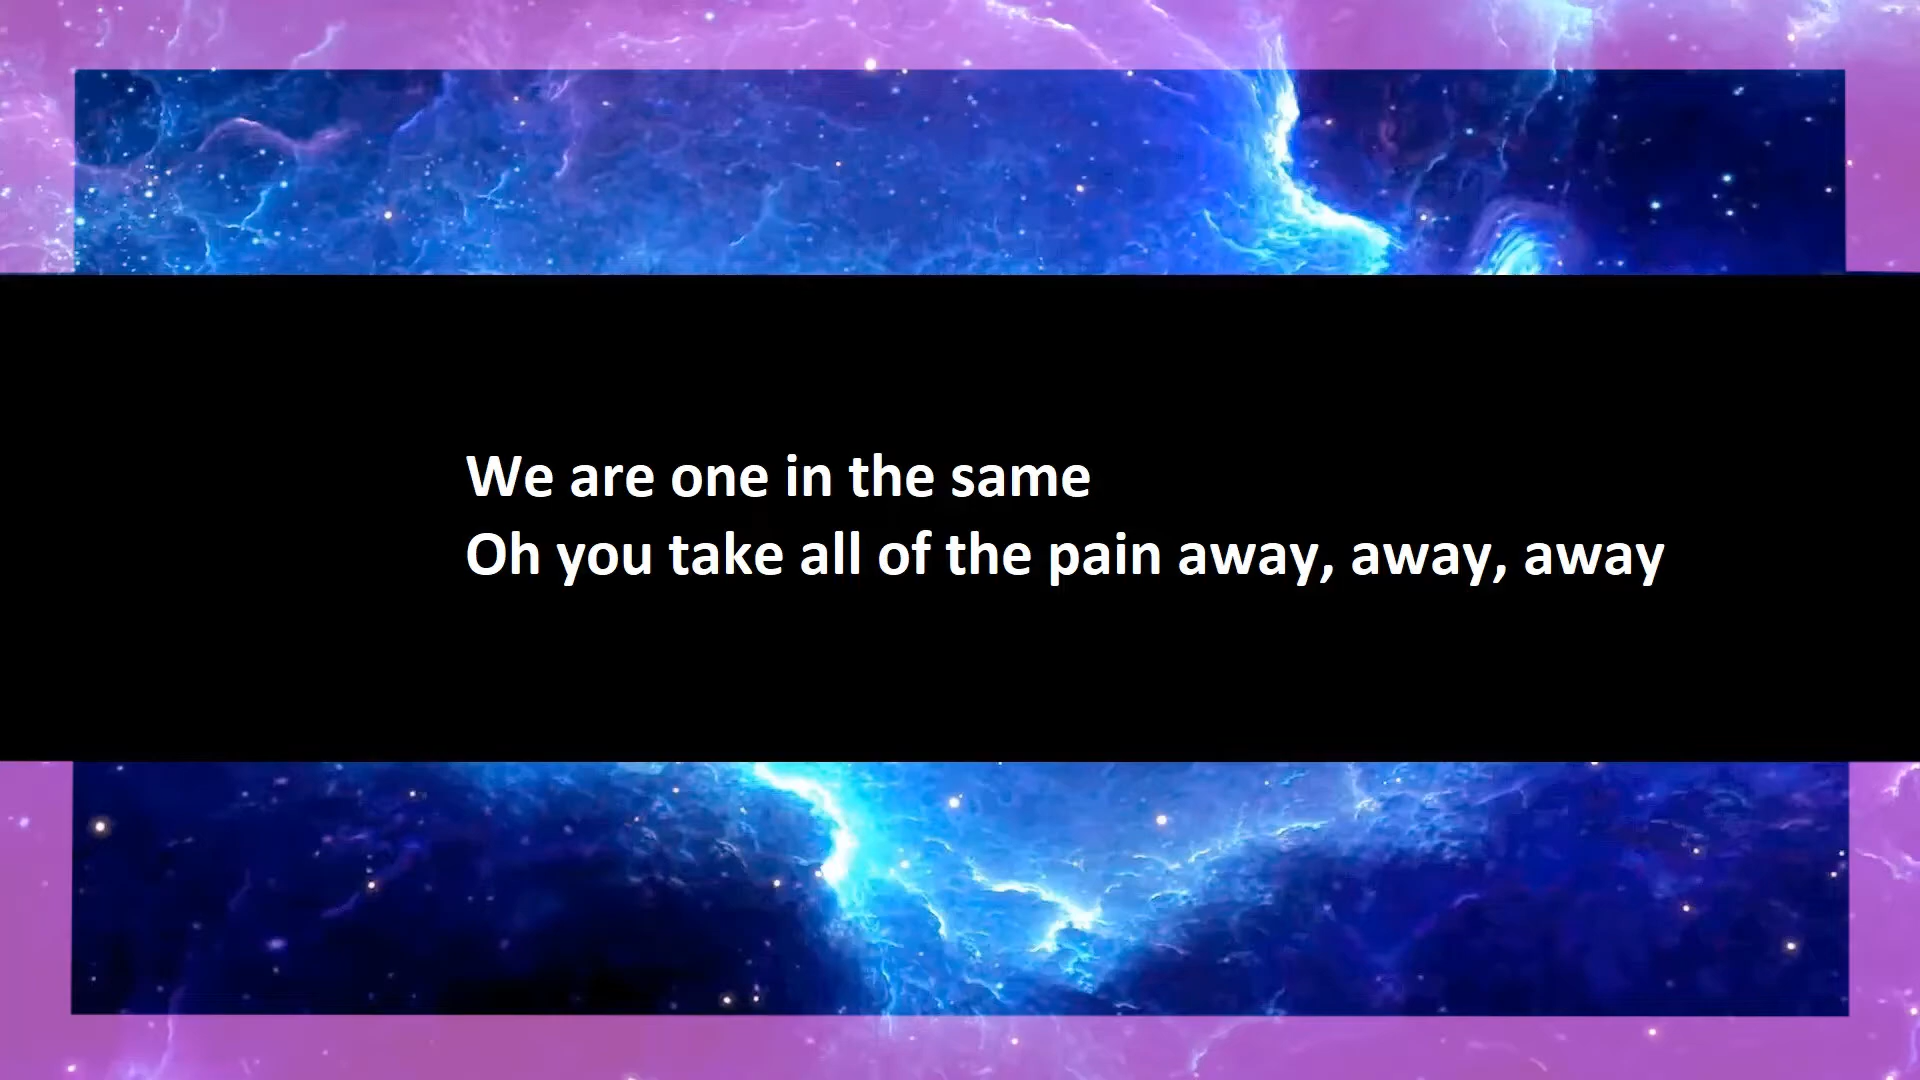 We are one in the same
Oh you take all of the pain away, away, away